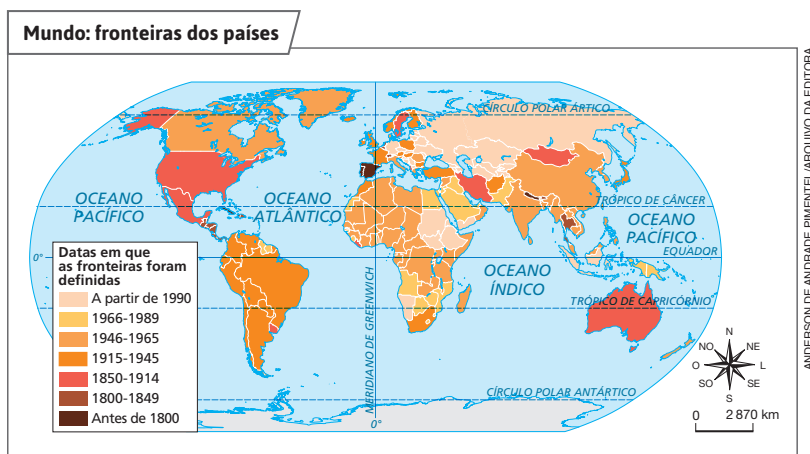 Mundo: fronteiras dos países
CÍRCULO POLAR ÁRTICO
OCEANO
PACÍFICO
OCEANO
ATLÂNTICO
TRÓPICO DE CÂNCER
OCEANO
PACÍFICO
EQUADOR
0°
OCEANO
ÍNDICO
MERIDIANO DE GREENWICH
TRÓPICO DE CAPRICÓRNIO
CÍRCULO POLAR ANTÁRTICO
0°
Datas em que
as fronteiras foram
definidas
A partir de 1990
1966-1989
1946-1965
1915-1945
1850-1914
1800-1849
Antes de 1800
N
NO NE
O L
SO SE
S
0 2 870 km
ANDERSON DE ANDRADE PIMENTEL/ARQUIVO DA EDITORA